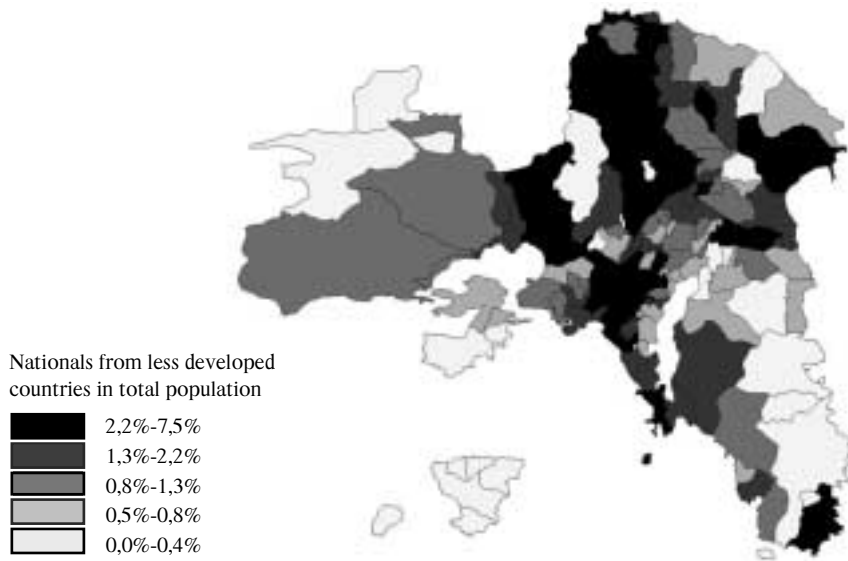 Nationals from less developed
countries in total population
2,2%-7,5%
1,3%-2,2%
0,8%-1,3%
0,5%-0,8%
0,0%-0,4%